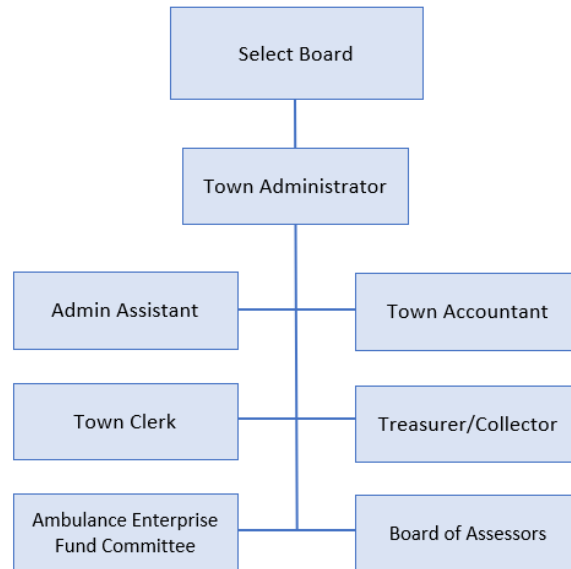 Select Board
Town Administrator
Admin Assistant
Town Accountant
Town Clerk
Treasurer/Collector
Ambulance Enterprise
Fund Committee
Board of Assessors